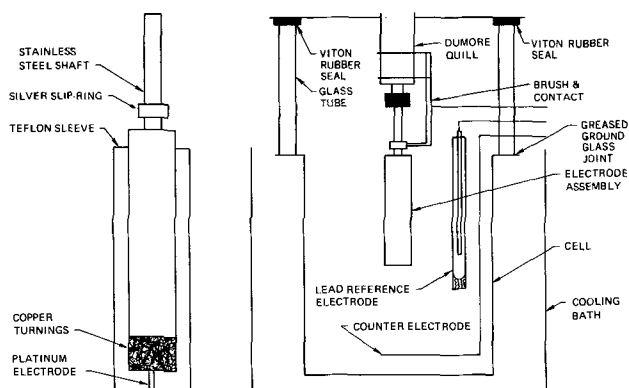 STAINLESS
STEEL SHAFT
SILVER SLIP-RING
TEFLON SLEEVE
COPPER
TURNINGS
PLATINUM
ELECTRODE
VITON
RUBBER
SEAL
GLASS
TUBE
DUMORE
QUILL
VITON RUBBER
SEAL
BRUSH &
CONTACT
GREASED
GROUND
GLASS
JOINT
ELECTRODE
ASSEMBLY
CELL
LEAD REFERENCE
ELECTRODE
COUNTER ELECTRODE
COOLING
BATH